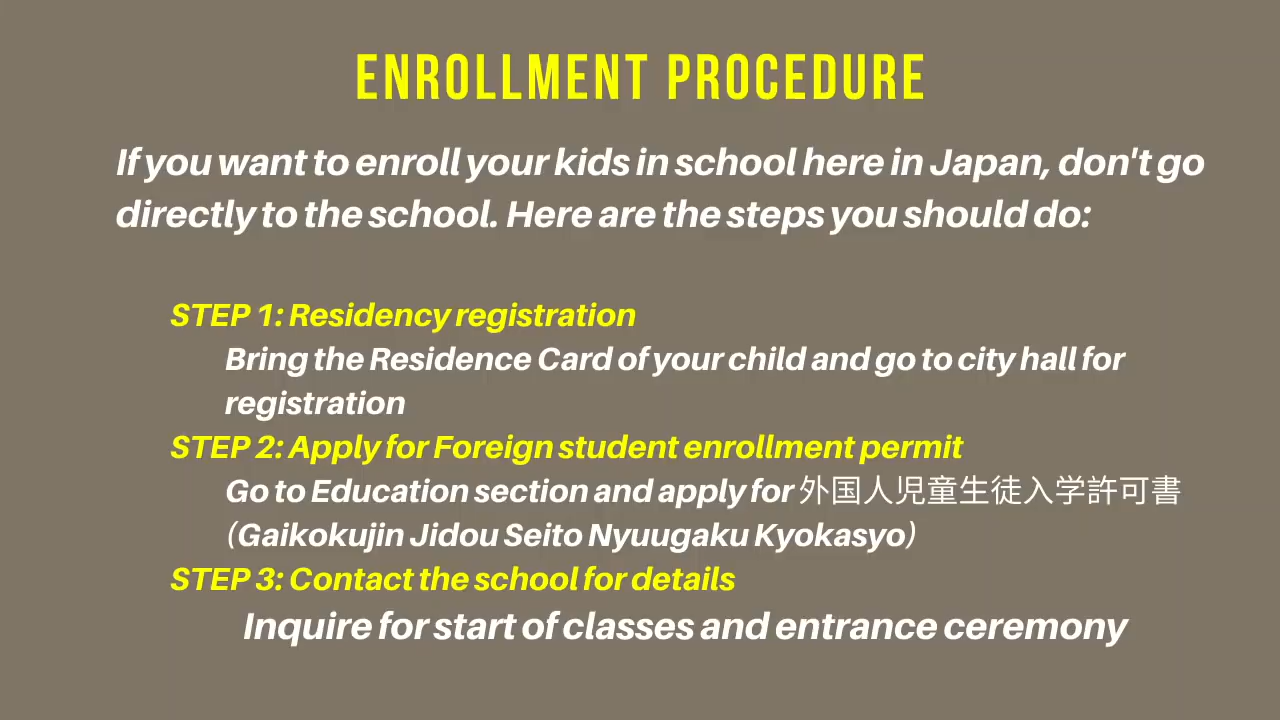 ENROLLMENT PROCEDURE
If you want to enroll your kids in school here in Japan, don't go
directly to the school. Here are the steps you should do:
STEP 1: Residency registration
Bring the Residence Card of your child and go to city hall for
registration
STEP 2: Apply for Foreign student enrollment permit
Go to Education section and apply for 外国人児童生徒入学許可書
(Gaikokujin Jidou Seito Nyuugaku Kyokasyo)
STEP 3: Contact the school for details
Inquire for start of classes and entrance ceremony